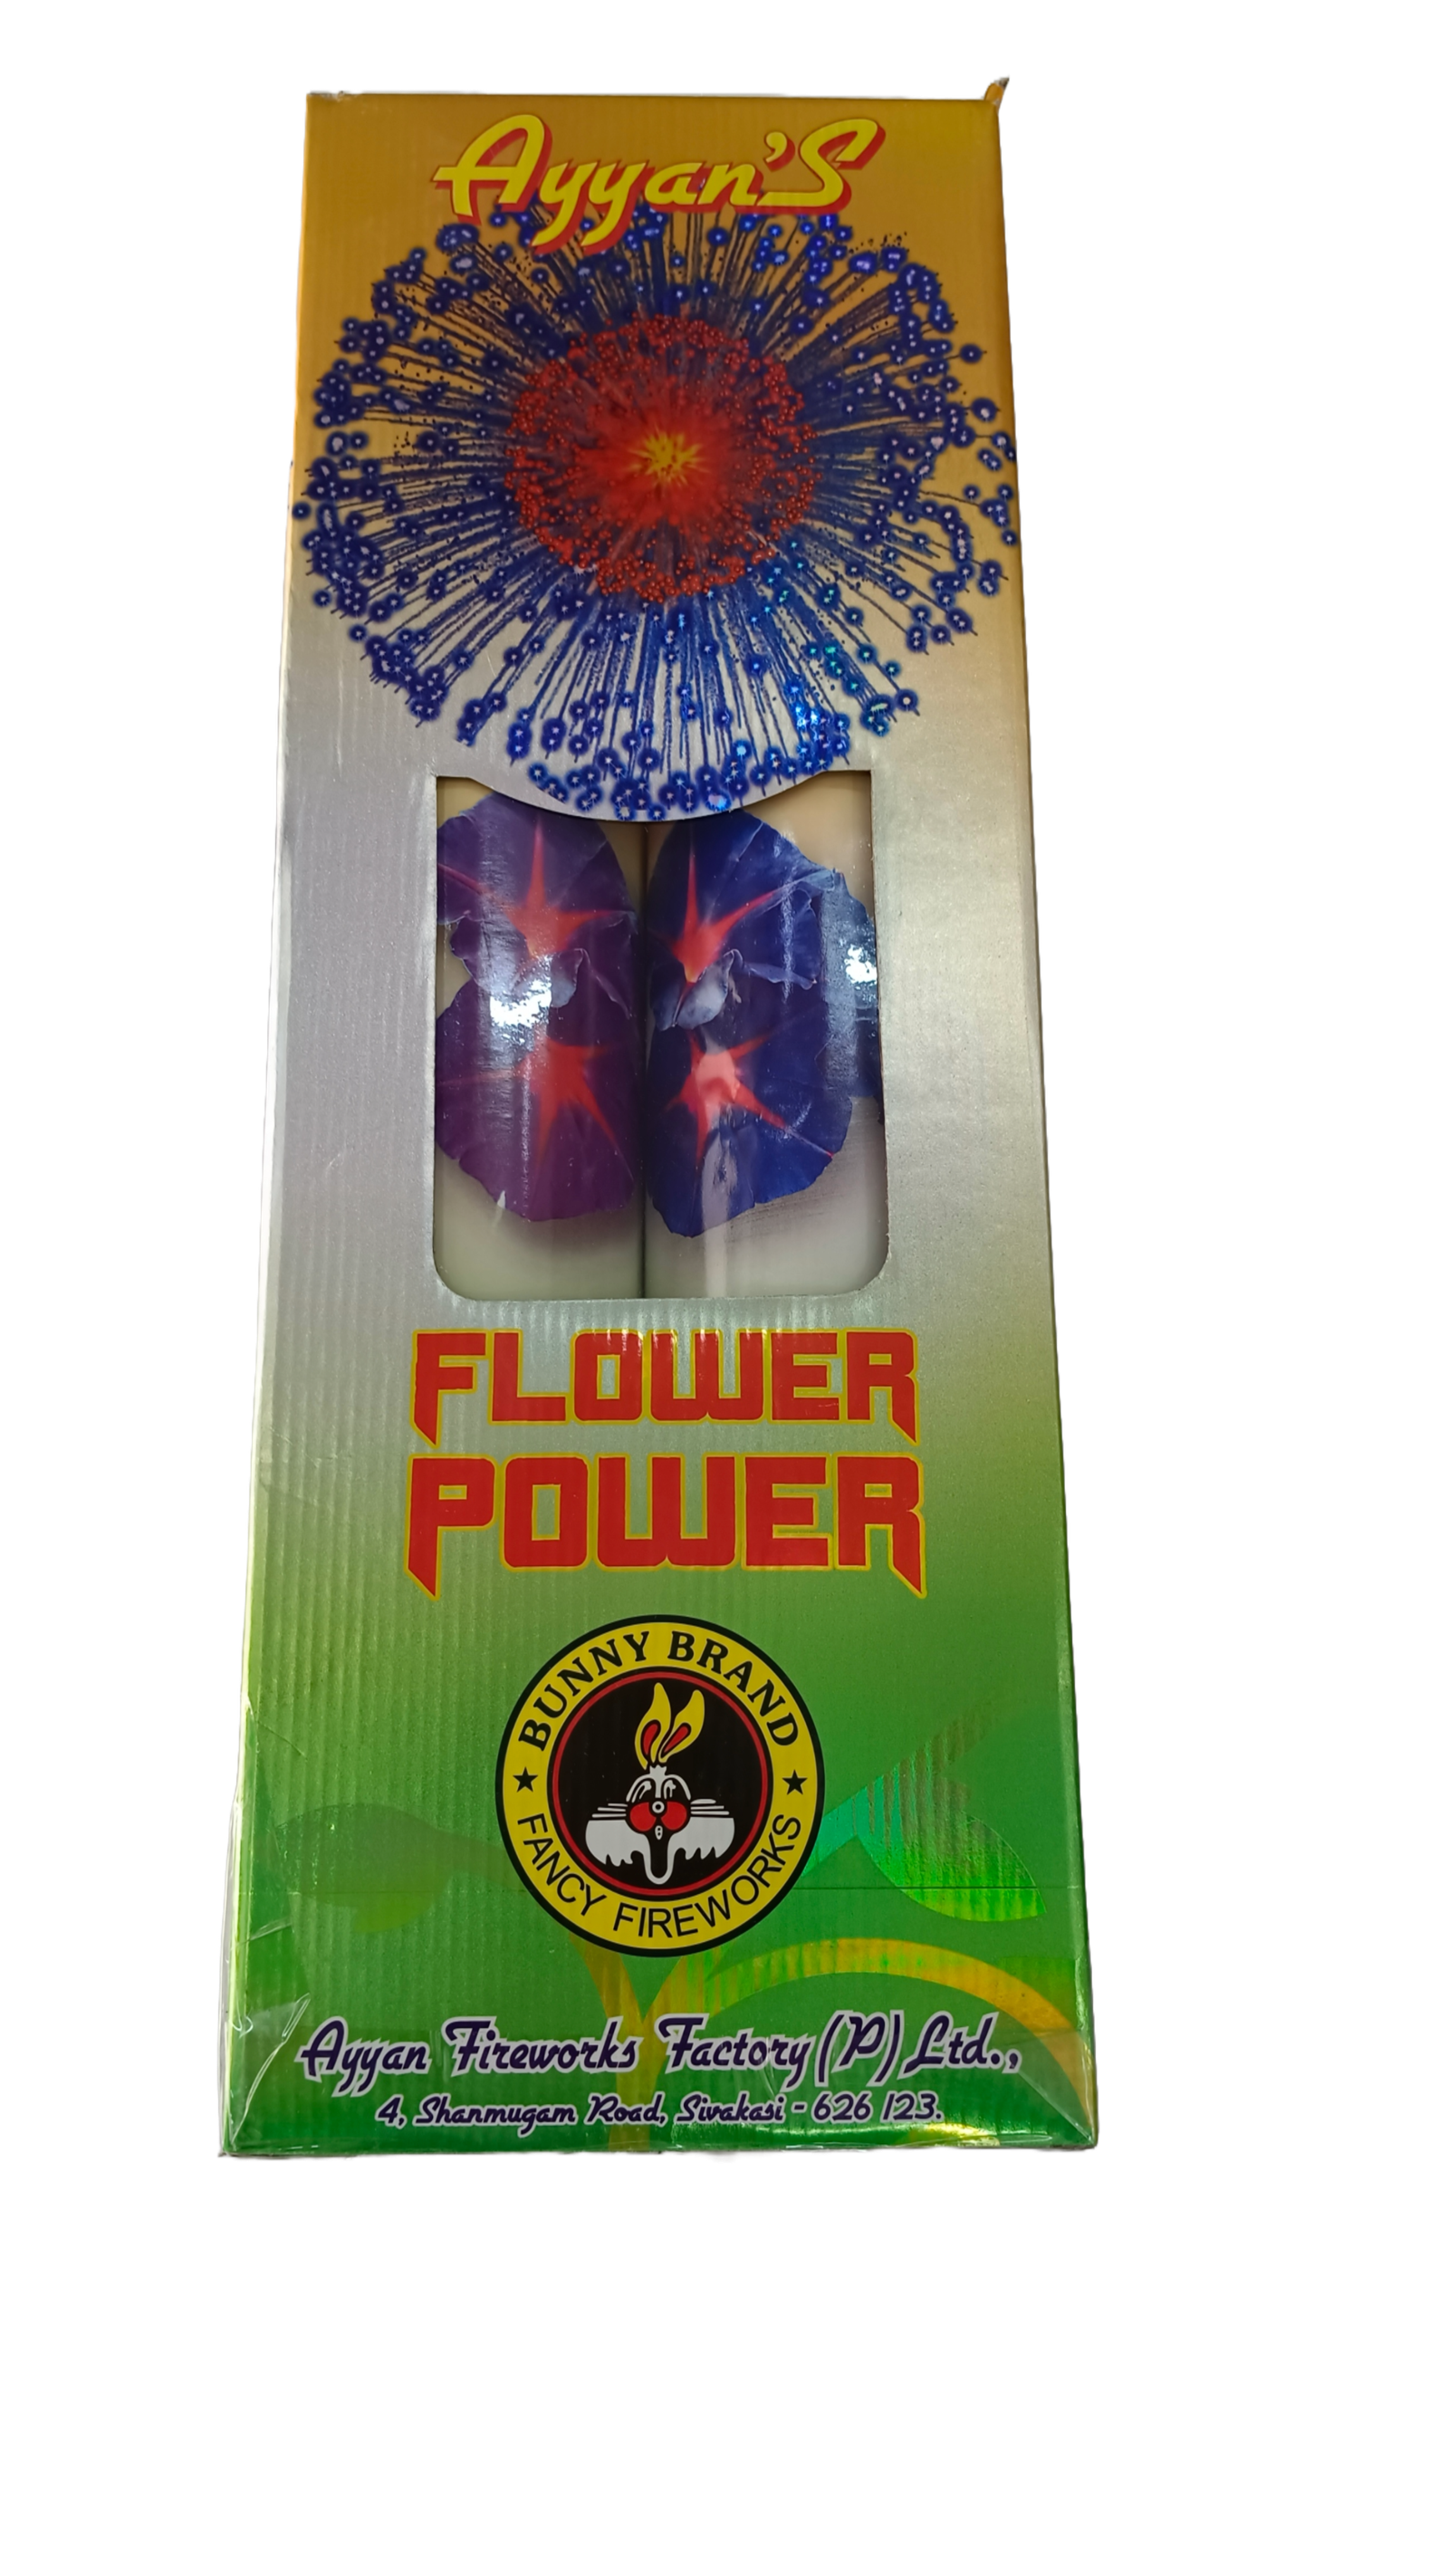 Ayyan'S
FLOWER
POWER
BUNNY BRAND
FANCY FIREWORKS
Ayyan Fireworks Factory (P) Ltd.,
4, Shanmugam Road, Sivakasi - 626 123.